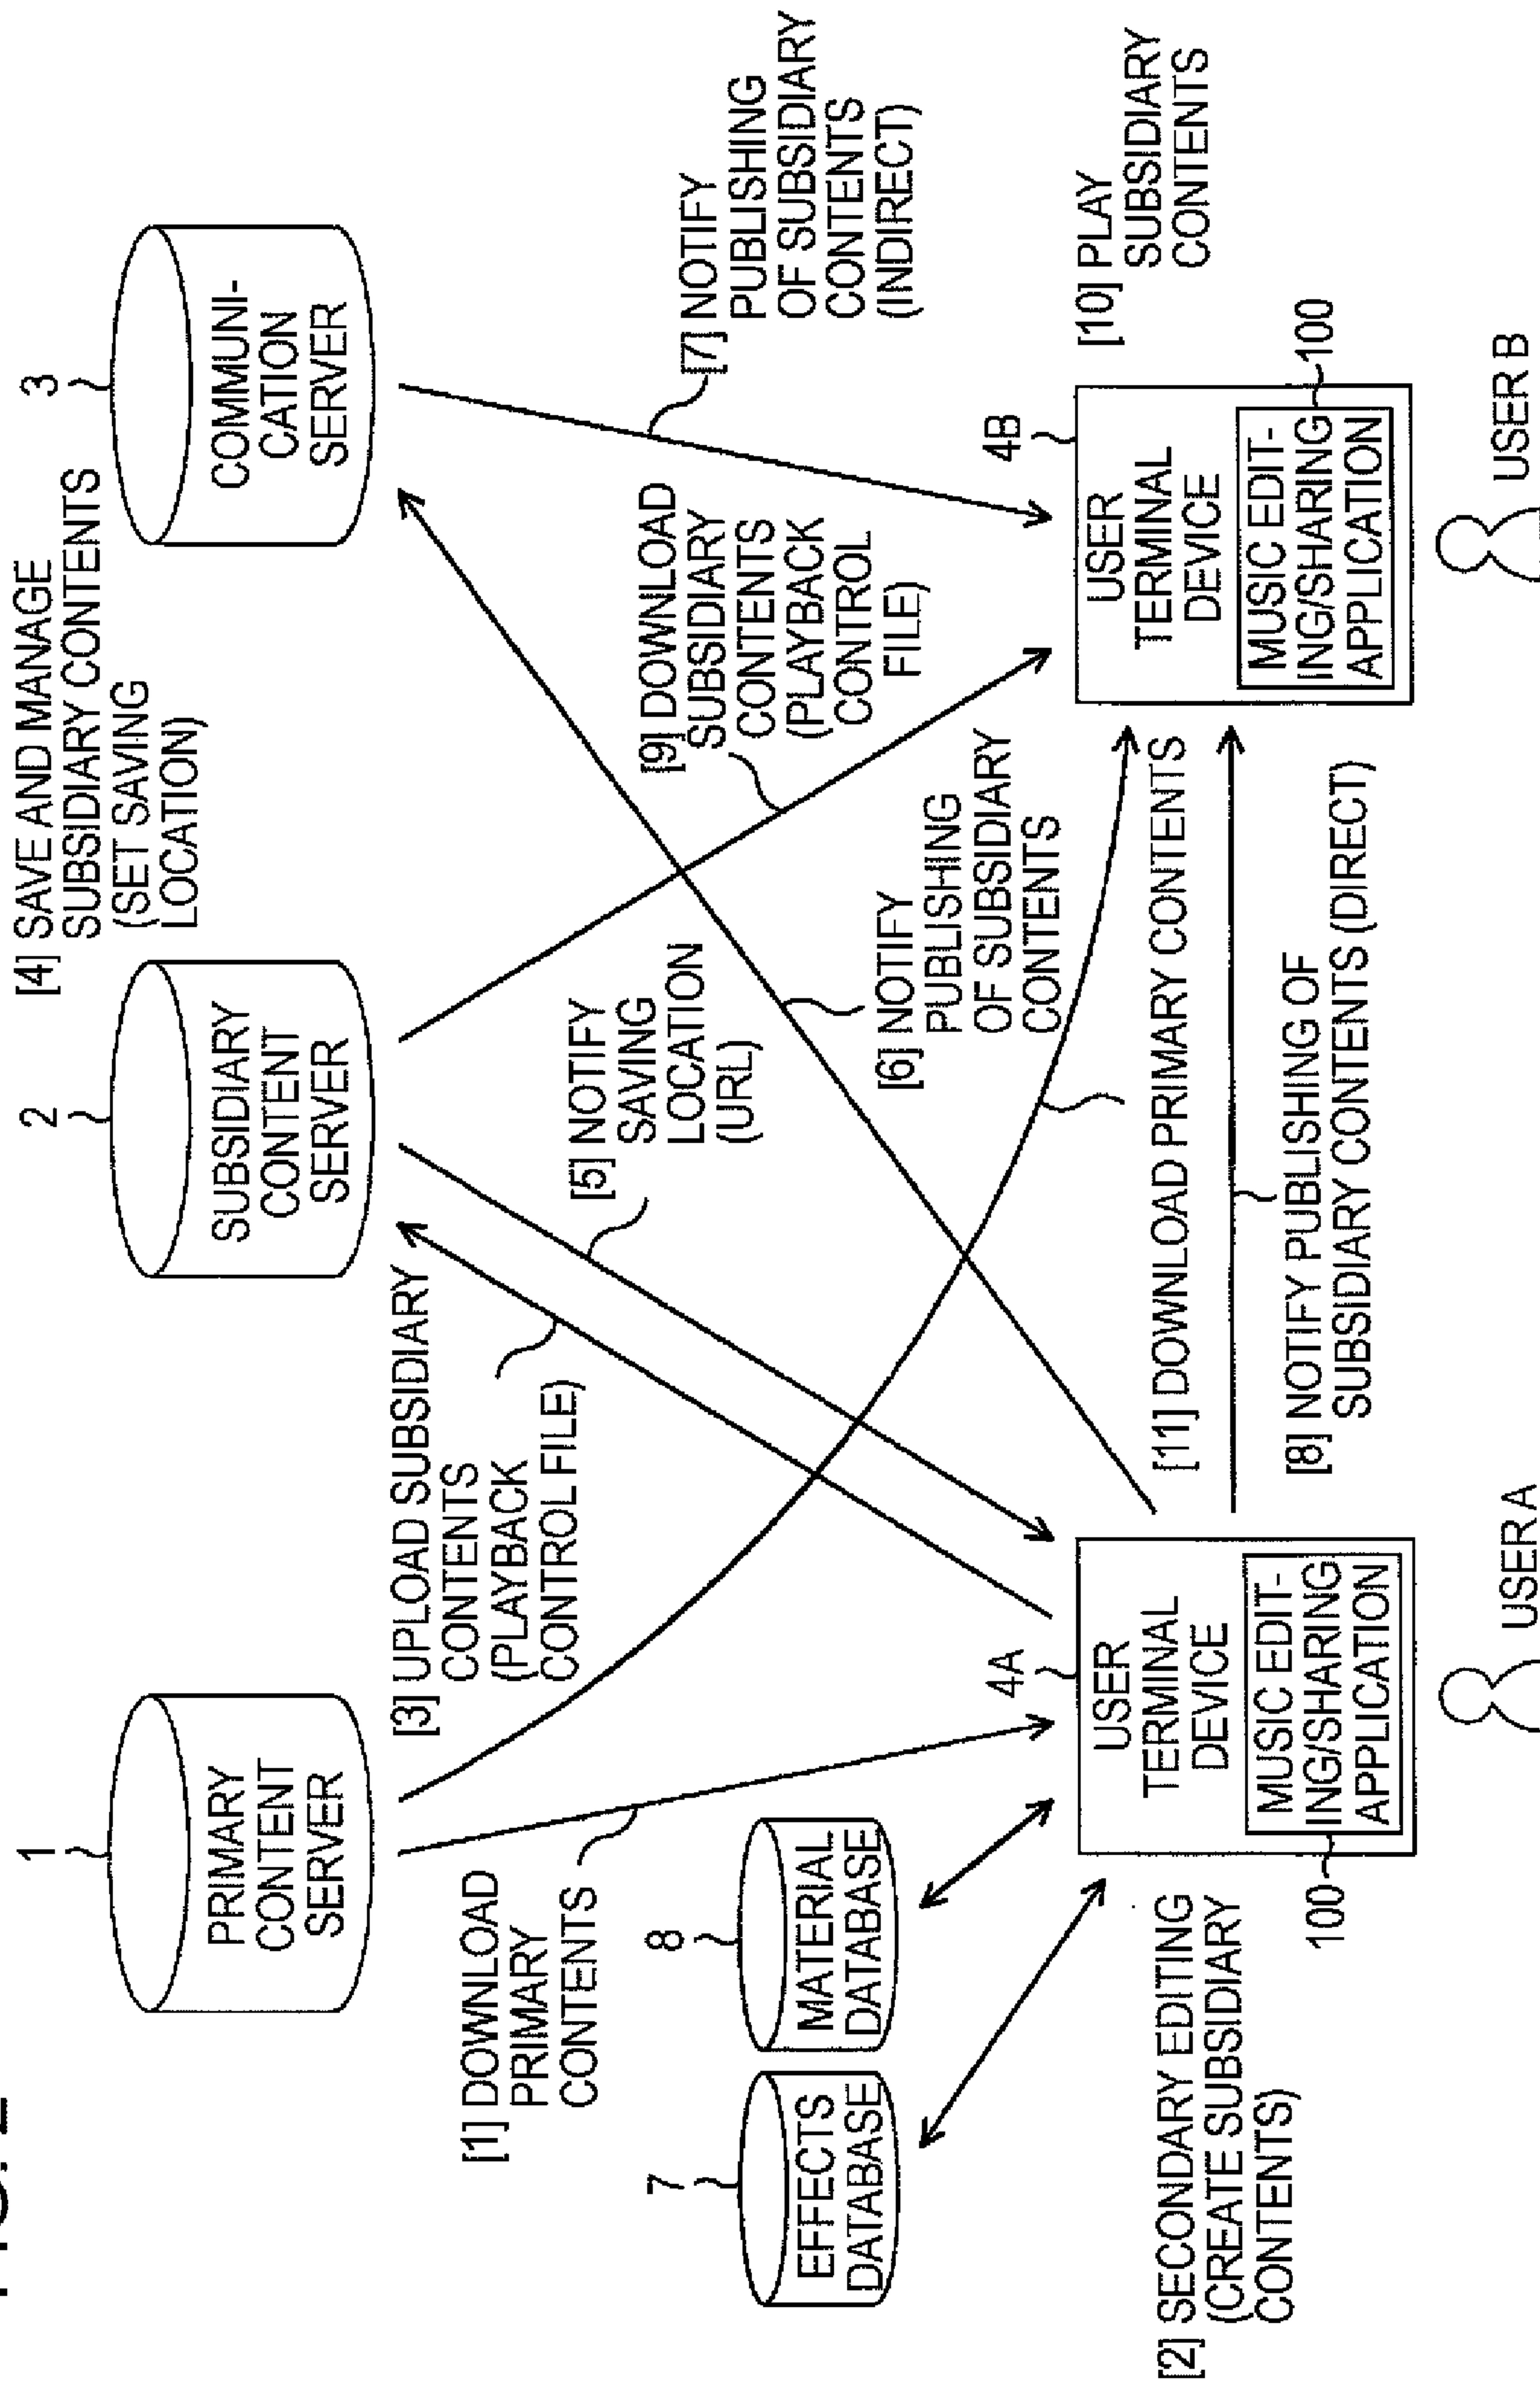 1
PRIMARY
CONTENT
SERVER
2
SUBSIDIARY
CONTENT
SERVER
[4] SAVE AND MANAGE
SUBSIDIARY CONTENTS
(SET SAVING
LOCATION)
3
COMMUNI-
CATION
SERVER
[1] DOWNLOAD
PRIMARY
CONTENTS
[3] UPLOAD SUBSIDIARY
CONTENTS
(PLAYBACK
CONTROL FILE)
[5] NOTIFY
SAVING
LOCATION
(URL)
[9] DOWNLOAD
SUBSIDIARY
CONTENTS
(PLAYBACK
CONTROL
FILE)
[7] NOTIFY
PUBLISHING
OF SUBSIDIARY
CONTENTS
(INDIRECT)
7
EFFECTS
DATABASE
8
MATERIAL
DATABASE
[6] NOTIFY
PUBLISHING
OF SUBSIDIARY
CONTENTS
[2] SECONDARY EDITING
(CREATE SUBSIDIARY
CONTENTS)
4A
USER
TERMINAL
DEVICE
MUSIC EDIT-
ING/SHARING
APPLICATION
100
USER A
[11] DOWNLOAD PRIMARY CONTENTS
[8] NOTIFY PUBLISHING OF
SUBSIDIARY CONTENTS (DIRECT)
4B
USER
TERMINAL
DEVICE
MUSIC EDIT-
ING/SHARING
APPLICATION
100
USER B
[10] PLAY
SUBSIDIARY
CONTENTS